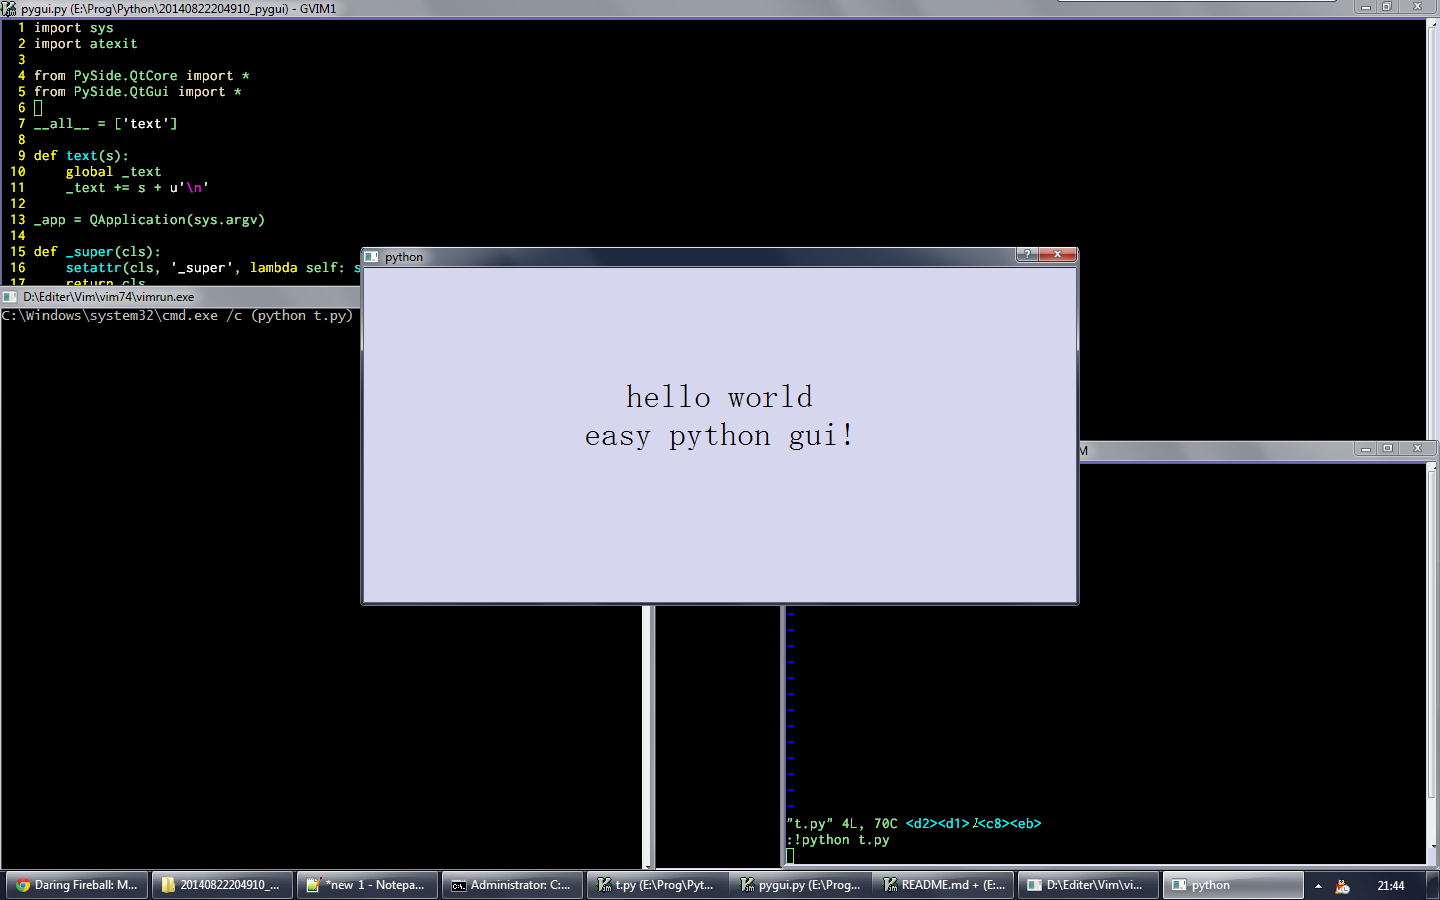 pygui.py (E:\Prog\Python\20140822204910_pygui) - GVIM1
1 import sys
2 import atexit
3
4 from PySide.QtCore import *
5 from PySide.QtGui import *
6
7 __all__ = ['text']
8
9 def text(s):
10 global _text
11 _text += s + u'\n'
12
13 _app = QApplication(sys.argv)
14
15 def _super(cls):
16 setattr(cls, '_super', lambda self: s
17 return cls
D:\Editer\Vim\vim74\vimrun.exe
C:\Windows\system32\cmd.exe /c (python t.py)
python
hello world
easy python gui!
M
~
~
~
~
~
~
~
~
~
~
~
~
~
"t.py" 4L, 70C <d2><d1> <c8><eb>
:!python t.py
Daring Fireball: M...
20140822204910_...
*new 1 - Notepa...
Administrator: C:...
t.py (E:\Prog\Pyt...
pygui.py (E:\Prog...
README.md + (E:...
D:\Editer\Vim\vi...
python
21:44